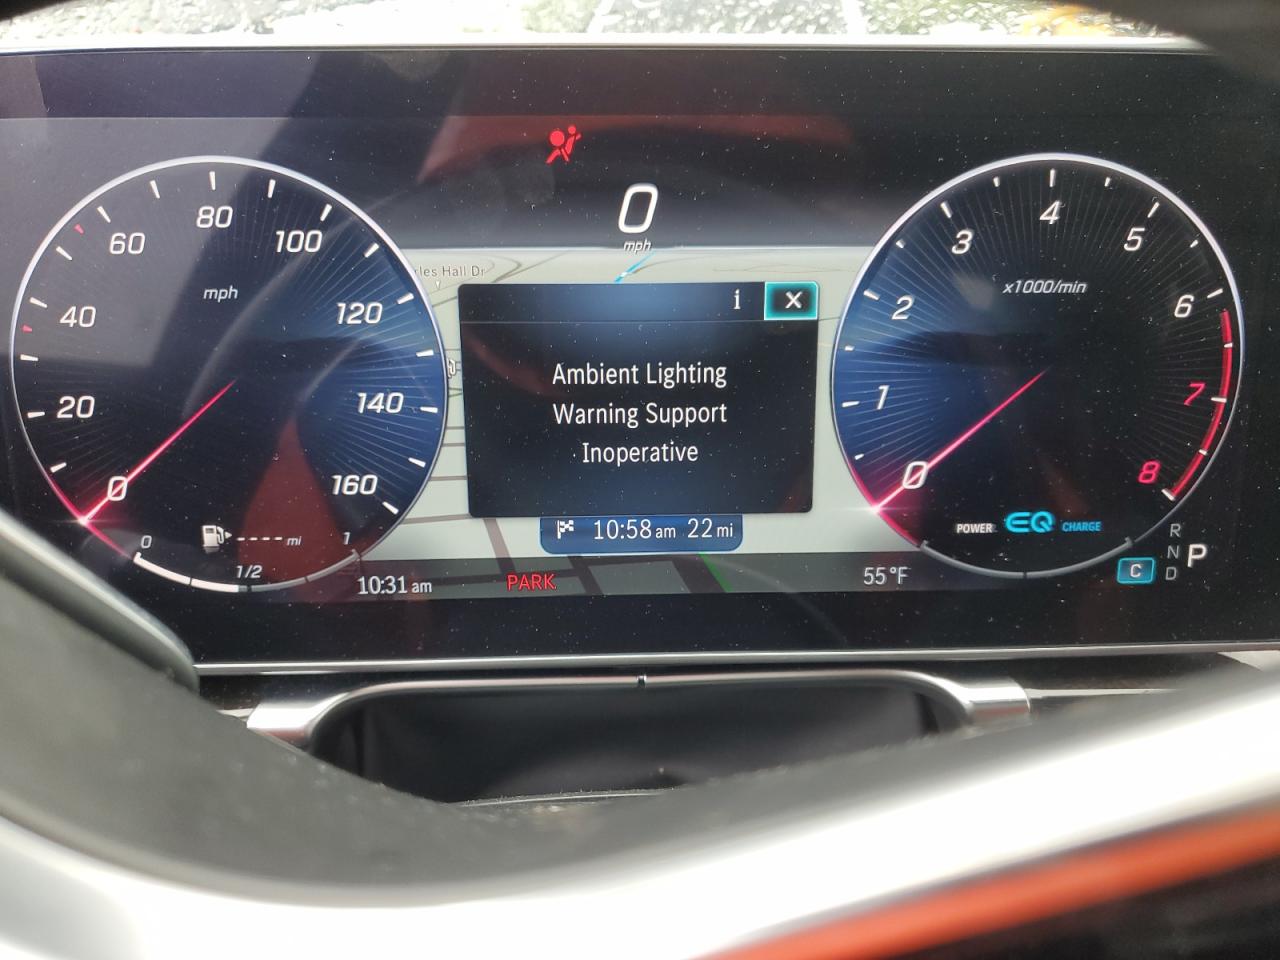 0
mph
rles Hall Dr
20
40
60
80
100
120
140
160
0
mph
i X
Ambient Lighting
Warning Support
Inoperative
10:58 am 22 mi
0
1
2
3
4
5
6
7
8
x1000/min
POWER EQ CHARGE
0 1/2 1
---- mi
10:31 am
PARK
55 °F
C
R
N
D
P